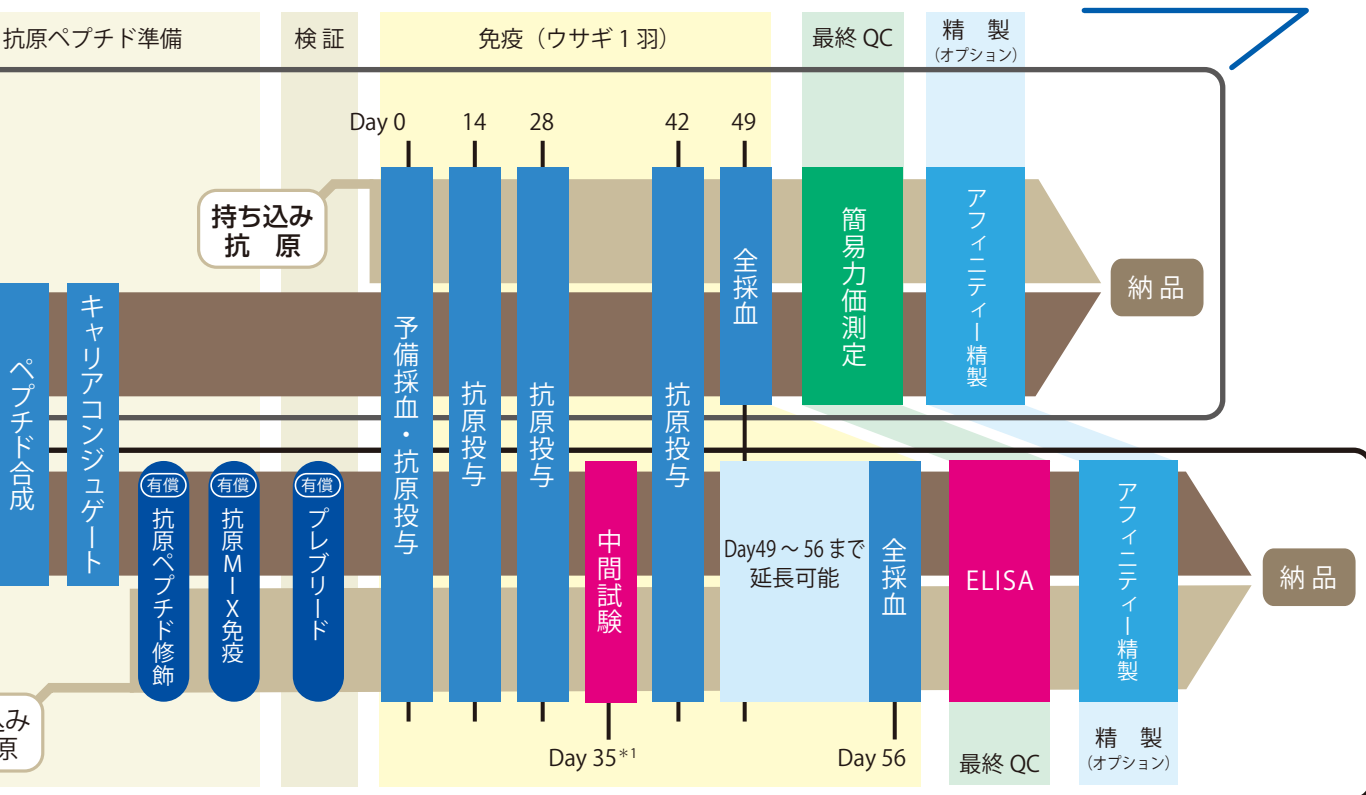 抗原ペプチド準備
検 証
免疫（ウサギ 1 羽）
最終 QC
精 製
（オプション）
Day 0
14
28
42
49
持ち込み
抗 原
ペプチド合成
キャリアコンジュゲート
予備採血・抗原投与
抗原投与
抗原投与
抗原投与
全採血
簡易力価測定
アフィニティー精製
納 品
有償
抗原ペプチド修飾
有償
抗原MIX免疫
有償
プレブリード
中間試験
Day49 ～ 56 まで
延長可能
全採血
ELISA
アフィニティー精製
納 品
込み
原
Day 35*1
Day 56
最終 QC
精 製
（オプション）